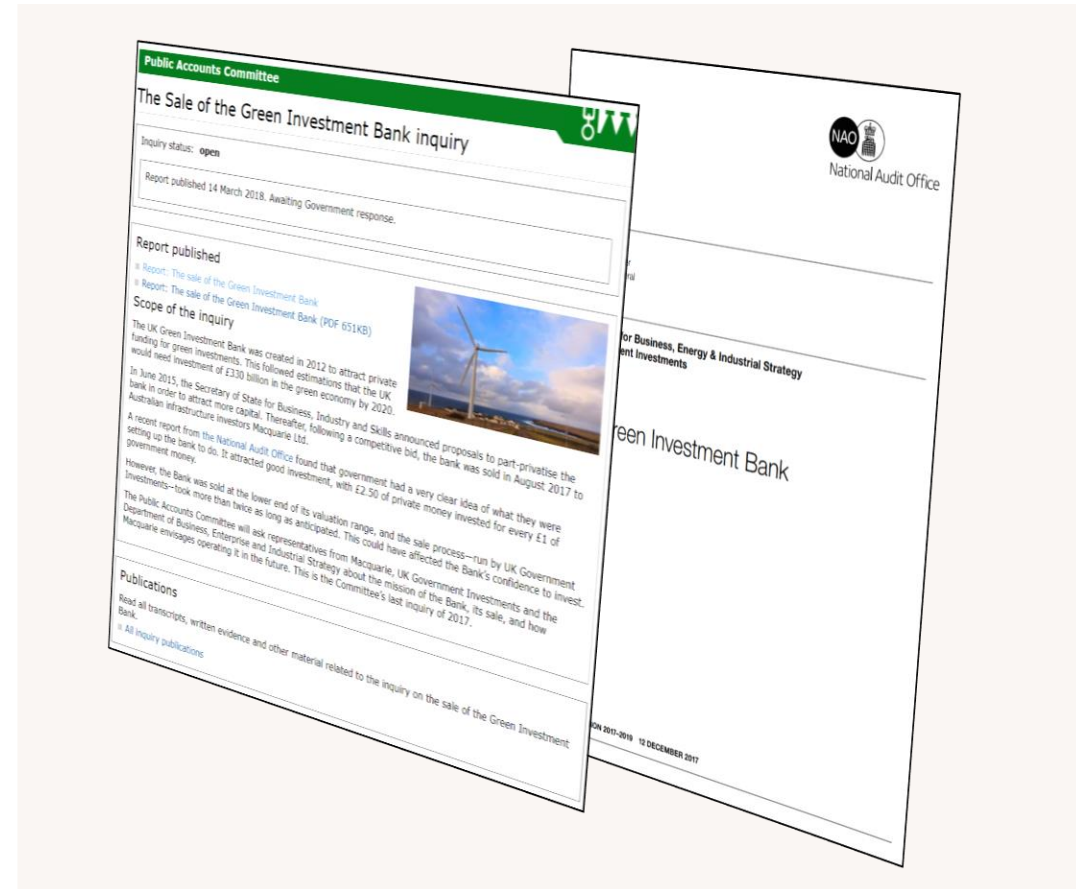 Public Accounts Committee
The Sale of the Green Investment Bank inquiry
Inquiry status: open
Report published 14 March 2018. Awaiting Government response.
Report published
Report: The sale of the Green Investment Bank
Report: The sale of the Green Investment Bank (PDF 651KB)
Scope of the inquiry
The UK Green Investment Bank was created in 2012 to attract private
funding for green investments. This followed estimations that the UK
would need investment of £330 billion in the green economy by 2020.
In June 2015, the Secretary of State for Business, Industry and Skills announced proposals to part-privatise the
bank in order to attract more capital. Thereafter, following a competitive bid, the bank was sold in August 2017 to
Australian infrastructure investors Macquarie Ltd.
A recent report from the National Audit Office found that government had a very clear idea of what they were
setting up the bank to do. It attracted good investment, with £2.50 of private money invested for every £1 of
government money.
However, the Bank was sold at the lower end of its valuation range, and the sale process—run by UK Government
Investments—took more than twice as long as anticipated. This could have affected the Bank's confidence to invest.
The Public Accounts Committee will ask representatives from Macquarie, UK Government Investments and the
Department of Business, Enterprise and Industrial Strategy about the mission of the Bank, its sale, and how
Macquarie envisages operating it in the future. This is the Committee's last inquiry of 2017.
Publications
Read all transcripts, written evidence and other material related to the inquiry on the sale of the Green Investment
Bank.
All inquiry publications
NAO
National Audit Office
for Business, Energy & Industrial Strategy
ent Investments
reen Investment Bank
ION 2017–2019 12 DECEMBER 2017